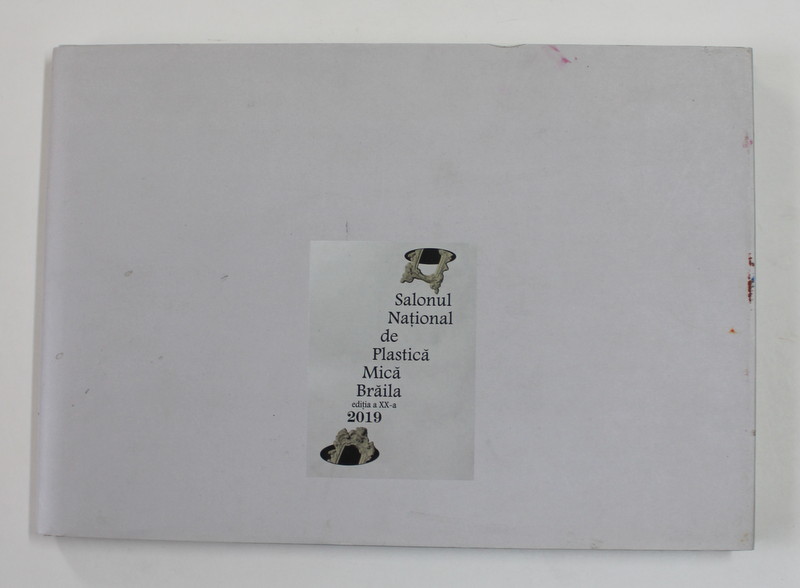 Salonul
Național
de
Plastică
Mică
Brăila
ediția a XX-a
2019